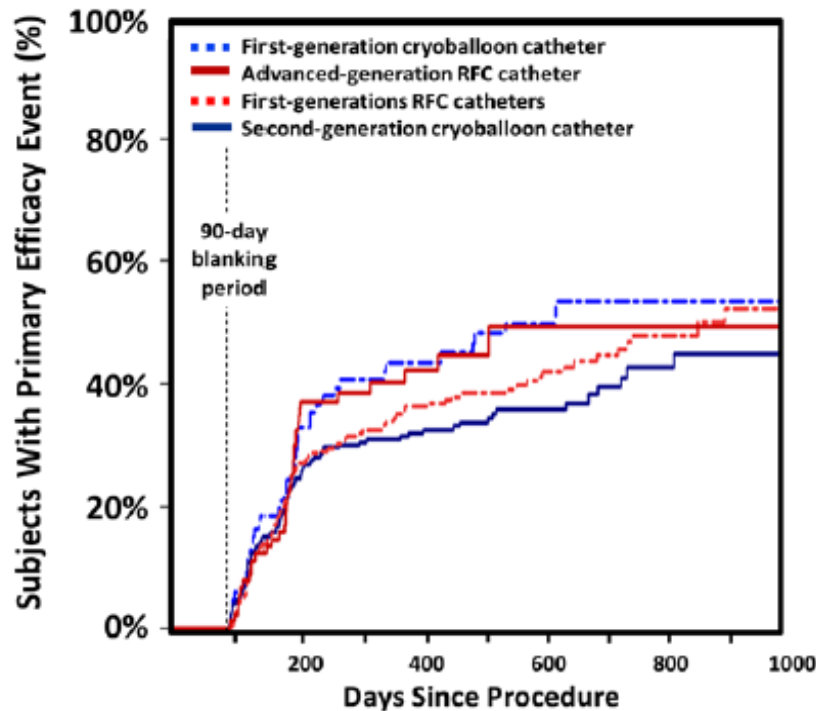 Subjects With Primary Efficacy Event (%)
100%
80%
60%
40%
20%
0%
First-generation cryoballoon catheter
Advanced-generation RFC catheter
First-generations RFC catheters
Second-generation cryoballoon catheter
90-day
blanking
period
200 400 600 800 1000
Days Since Procedure